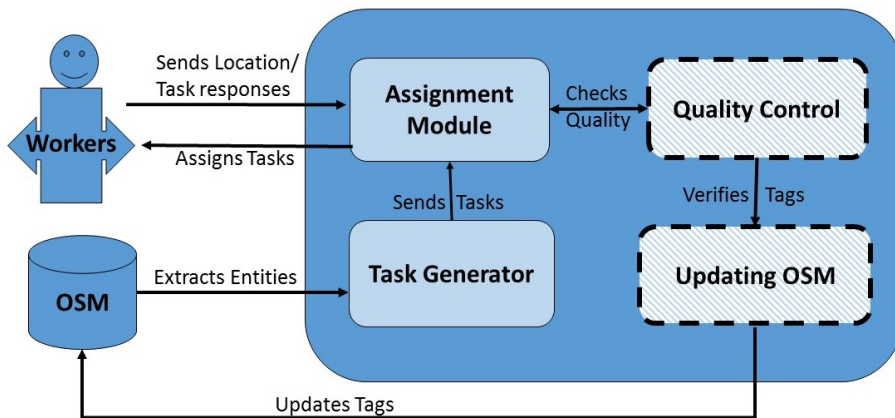 Sends Location/
Task responses
Workers
Assigns Tasks
Assignment
Module
Checks
Quality
Quality Control
Sends Tasks
Verifies Tags
OSM
Extracts Entities
Task Generator
Updating OSM
Updates Tags